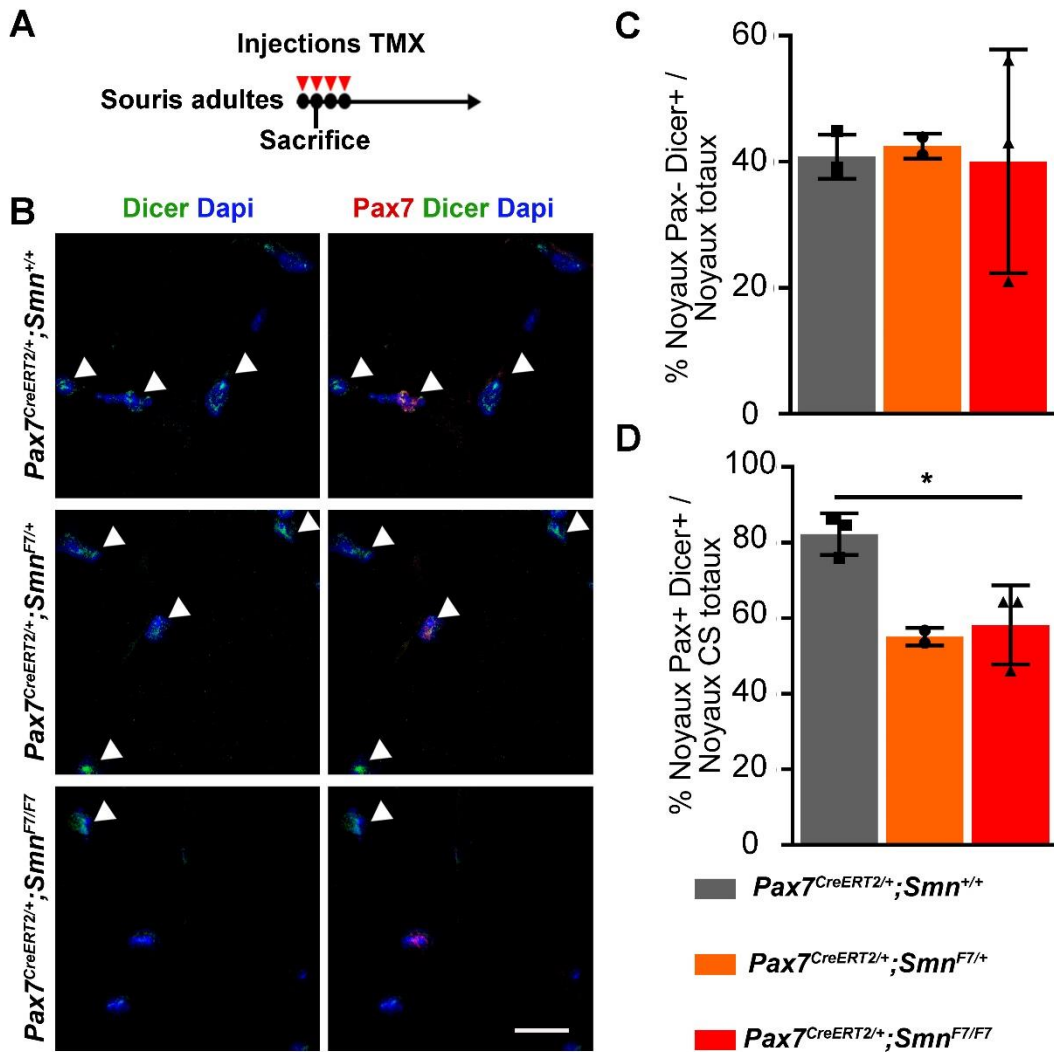 A
Injections TMX
Souris adultes
Sacrifice
B
Dicer Dapi
Pax7 Dicer Dapi
Pax7CreERT2/+;Smn+/+
Pax7CreERT2/+;SmnF7/+
Pax7CreERT2/+;SmnF7/F7
C
% Noyaux Pax- Dicer+ /
Noyaux totaux
60
40
20
0
D
% Noyaux Pax+ Dicer+ /
Noyaux CS totaux
100
80
60
40
20
0
*
Pax7CreERT2/+;Smn+/+
Pax7CreERT2/+;SmnF7/+
Pax7CreERT2/+;SmnF7/F7